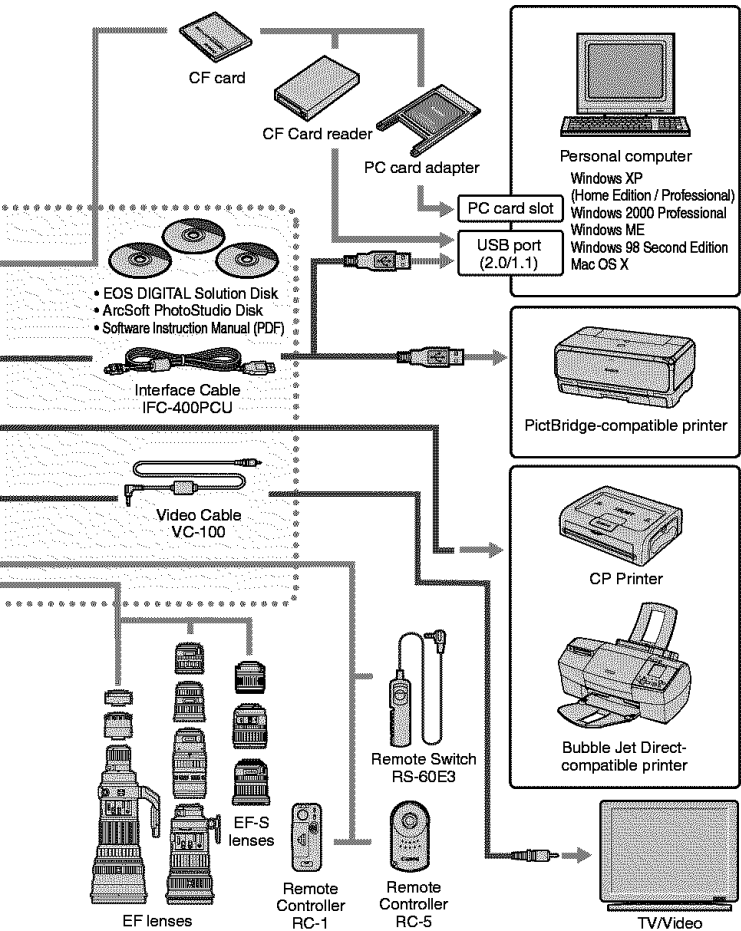 CF card
CF Card reader
PC card adapter
Personal computer
Windows XP
(Home Edition / Professional)
Windows 2000 Professional
Windows ME
Windows 98 Second Edition
Mac OS X
PC card slot
USB port
(2.0/1.1)
• EOS DIGITAL Solution Disk
• ArcSoft PhotoStudio Disk
• Software Instruction Manual (PDF)
Interface Cable
IFC-400PCU
PictBridge-compatible printer
Video Cable
VC-100
CP Printer
Bubble Jet Direct-
compatible printer
Remote Switch
RS-60E3
EF-S
lenses
EF lenses
Remote
Controller
RC-1
Canon
Remote
Controller
RC-5
TV/Video